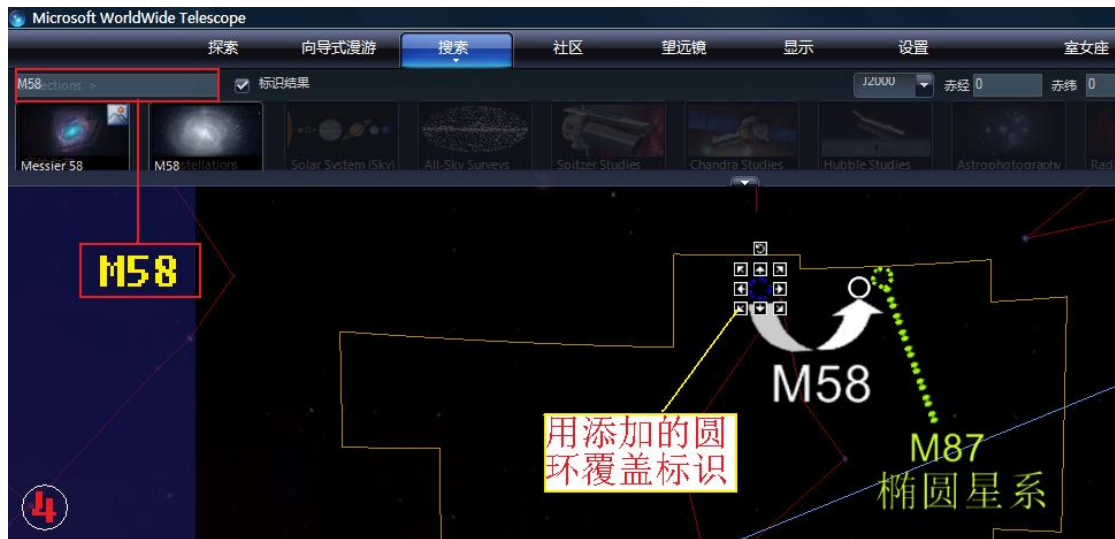 Microsoft WorldWide Telescope
探索 向导式漫游 搜索 社区 望远镜 显示 设置 室女座
M58 ections > 标识结果 J2000 赤经 0 赤纬 0
Messier 58 M58 tellations Solar System (Sky) All-Sky Surveys Spitzer Studies Chandra Studies Hubble Studies Astrophotography Rad
M58
M58
用添加的圆
环覆盖标识
M87
椭圆星系
4